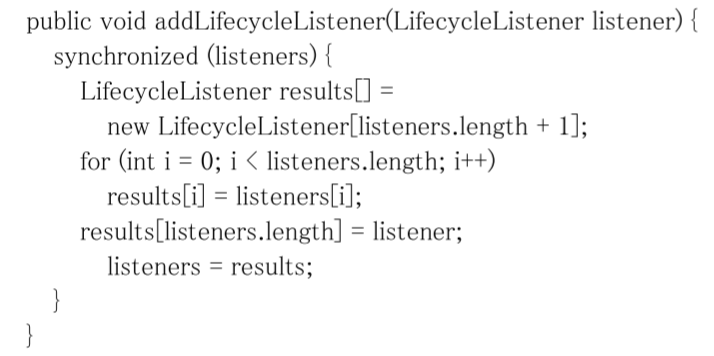 public void addLifecycleListener(LifecycleListener listener) {
synchronized (listeners) {
LifecycleListener results[] =
new LifecycleListener[listeners.length + 1];
for (int i = 0; i < listeners.length; i++)
results[i] = listeners[i];
results[listeners.length] = listener;
listeners = results;
}
}